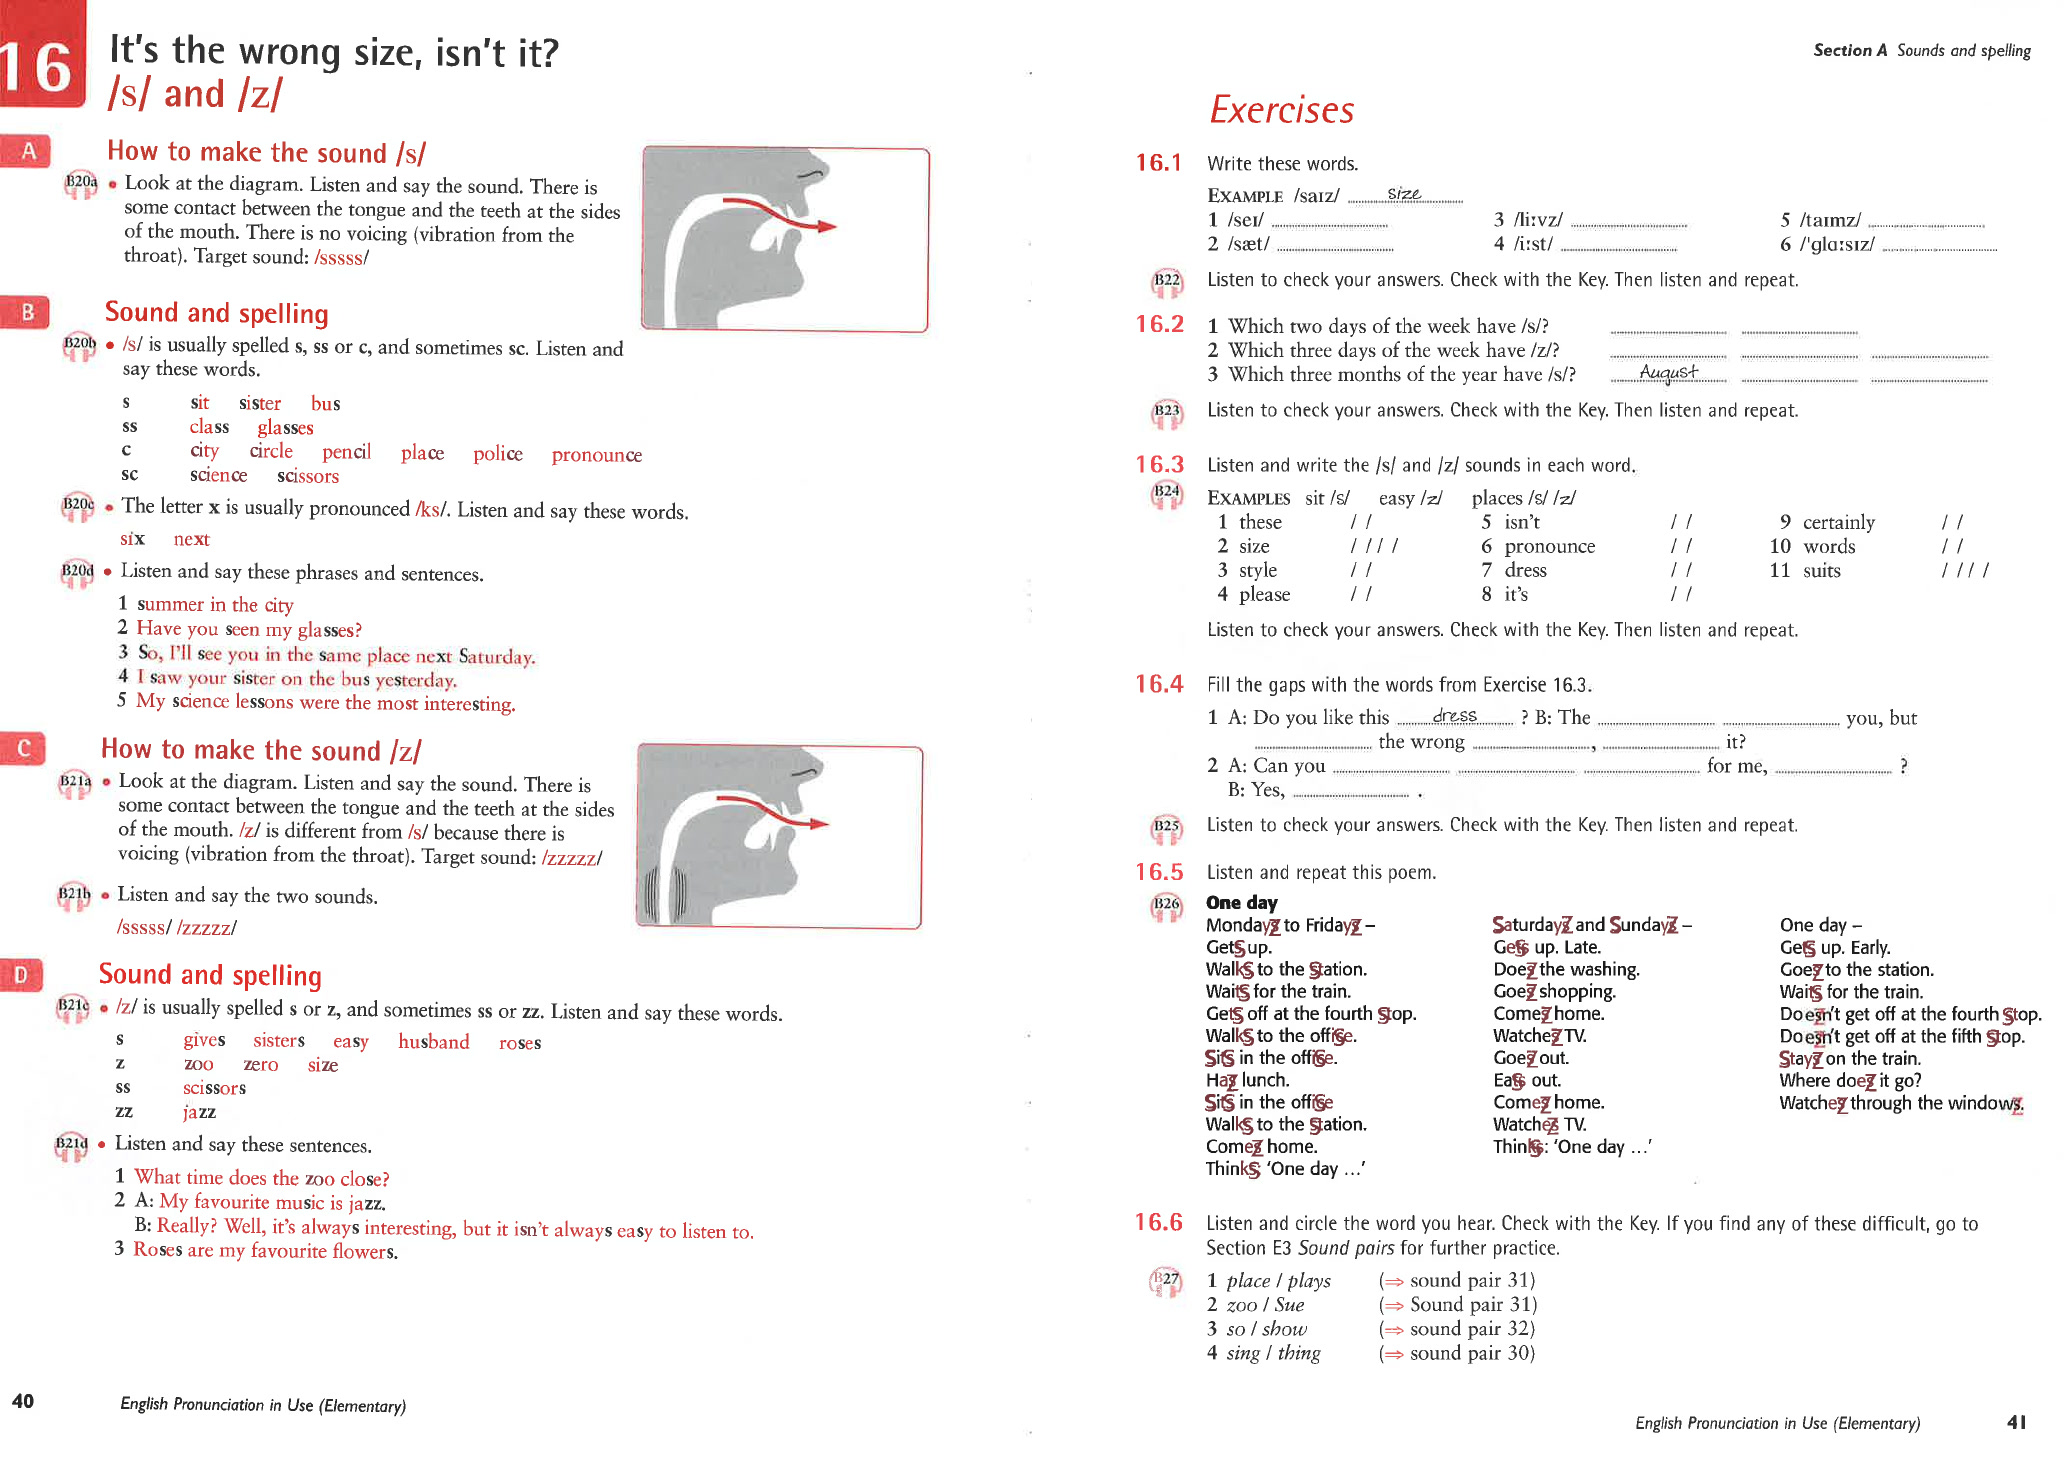 16
It's the wrong size, isn't it?
/s/ and /z/
A
How to make the sound /s/
B20a • Look at the diagram. Listen and say the sound. There is
some contact between the tongue and the teeth at the sides
of the mouth. There is no voicing (vibration from the
throat). Target sound: /sssss/
B
Sound and spelling
B20b • /s/ is usually spelled s, ss or c, and sometimes sc. Listen and
say these words.
s sit sister bus
ss class glasses
c city circle pencil place police pronounce
sc science scissors
B20c • The letter x is usually pronounced /ks/. Listen and say these words.
six next
B20d • Listen and say these phrases and sentences.
1 summer in the city
2 Have you seen my glasses?
3 So, I'll see you in the same place next Saturday.
4 I saw your sister on the bus yesterday.
5 My science lessons were the most interesting.
C
How to make the sound /z/
B21a • Look at the diagram. Listen and say the sound. There is
some contact between the tongue and the teeth at the sides
of the mouth. /z/ is different from /s/ because there is
voicing (vibration from the throat). Target sound: /zzzzz/
B21b • Listen and say the two sounds.
/sssss/ /zzzzz/
D
Sound and spelling
B21c • /z/ is usually spelled s or z, and sometimes ss or zz. Listen and say these words.
s gives sisters easy husband roses
z zoo zero size
ss scissors
zz jazz
B21d • Listen and say these sentences.
1 What time does the zoo close?
2 A: My favourite music is jazz.
B: Really? Well, it's always interesting, but it isn't always easy to listen to.
3 Roses are my favourite flowers.
40 English Pronunciation in Use (Elementary)
Section A Sounds and spelling
Exercises
16.1 Write these words.
EXAMPLE /saɪz/ size
1 /seɪ/ 3 /liːvz/ 5 /taɪmz/
2 /sæt/ 4 /iːst/ 6 /'glɑːsɪz/
B22 Listen to check your answers. Check with the Key. Then listen and repeat.
16.2 1 Which two days of the week have /s/?
2 Which three days of the week have /z/?
3 Which three months of the year have /s/? August
B23 Listen to check your answers. Check with the Key. Then listen and repeat.
16.3 Listen and write the /s/ and /z/ sounds in each word.
B24 EXAMPLES sit /s/ easy /z/ places /s/ /z/
1 these / / 5 isn't / / 9 certainly / /
2 size / / / / 6 pronounce / / 10 words / /
3 style / / 7 dress / / 11 suits / / / /
4 please / / 8 it's / /
Listen to check your answers. Check with the Key. Then listen and repeat.
16.4 Fill the gaps with the words from Exercise 16.3.
1 A: Do you like this dress ? B: The you, but
the wrong , it?
2 A: Can you for me, ?
B: Yes, .
B25 Listen to check your answers. Check with the Key. Then listen and repeat.
16.5 Listen and repeat this poem.
B26 One day
Mondays to Fridays –
Gets up.
Walks to the station.
Waits for the train.
Gets off at the fourth stop.
Walks to the office.
Sits in the office.
Has lunch.
Sits in the office
Walks to the station.
Comes home.
Thinks: 'One day ...'
Saturdays and Sundays –
Gets up. Late.
Does the washing.
Goes shopping.
Comes home.
Watches TV.
Goes out.
Eats out.
Comes home.
Watches TV.
Thinks: 'One day ...'
One day –
Gets up. Early.
Goes to the station.
Waits for the train.
Doesn't get off at the fourth stop.
Doesn't get off at the fifth stop.
Stays on the train.
Where does it go?
Watches through the windows.
16.6 Listen and circle the word you hear. Check with the Key. If you find any of these difficult, go to
Section E3 Sound pairs for further practice.
B27 1 place / plays (⇒ sound pair 31)
2 zoo / Sue (⇒ Sound pair 31)
3 so / show (⇒ sound pair 32)
4 sing / thing (⇒ sound pair 30)
English Pronunciation in Use (Elementary) 41